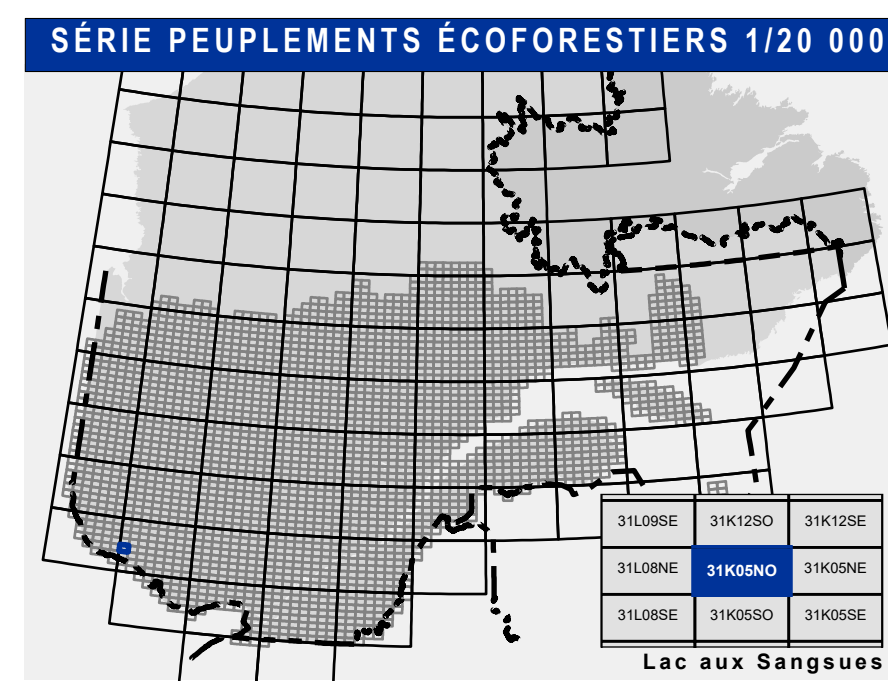 SÉRIE PEUPLEMENTS ÉCOFORESTIERS 1/20 000
31L09SE 31K12SO 31K12SE
31L08NE 31K05NO 31K05NE
31L08SE 31K05SO 31K05SE
Lac aux Sangsues